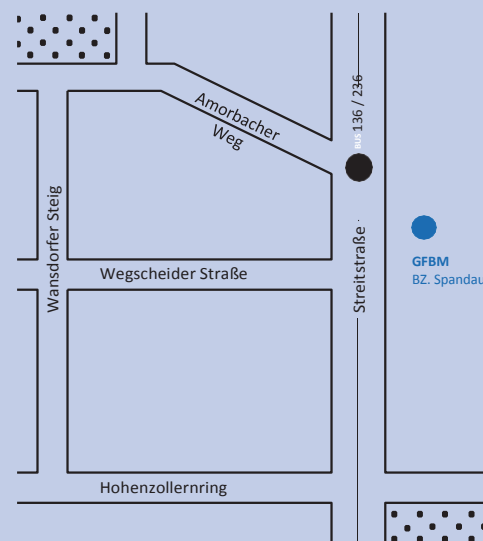 BUS 136 / 236
Amorbacher
Weg
Wansdorfer Steig
Streitstraße
GFBM
BZ. Spandau
Wegscheider Straße
Hohenzollernring